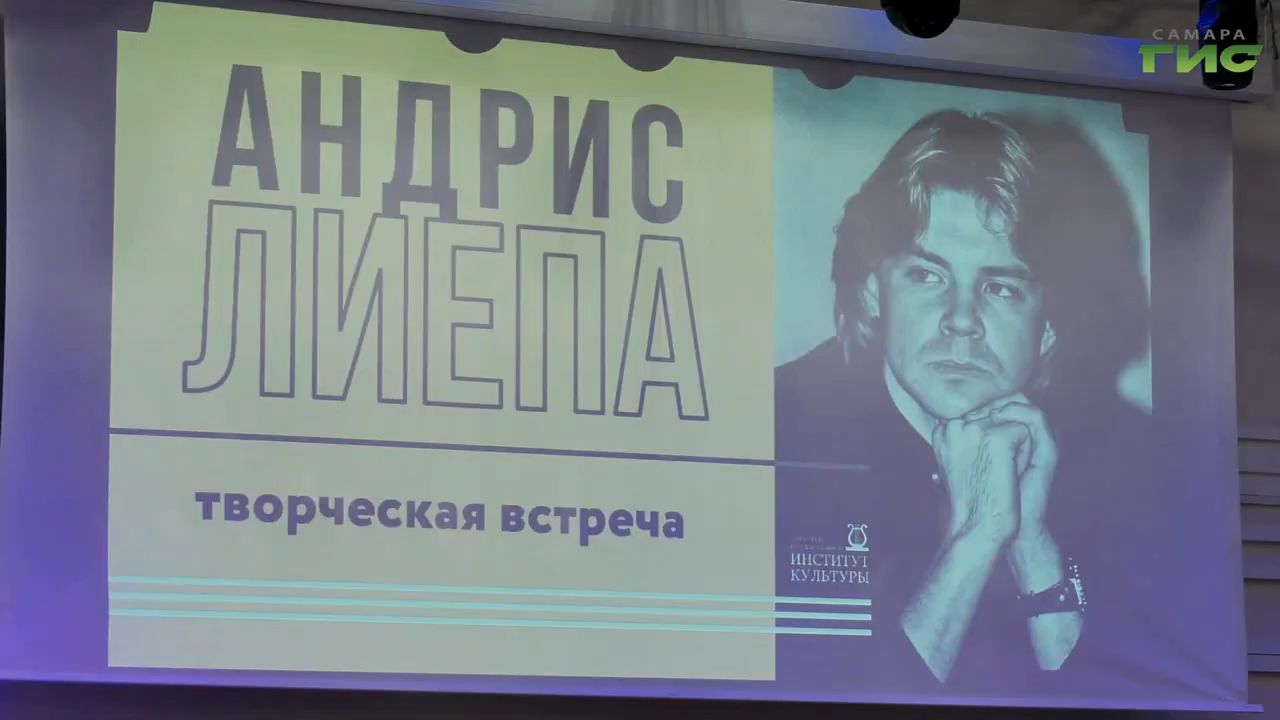 САМАРА
ГИС
АНДРИС
ЛИЕПА
творческая встреча
ИНСТИТУТ
КУЛЬТУРЫ